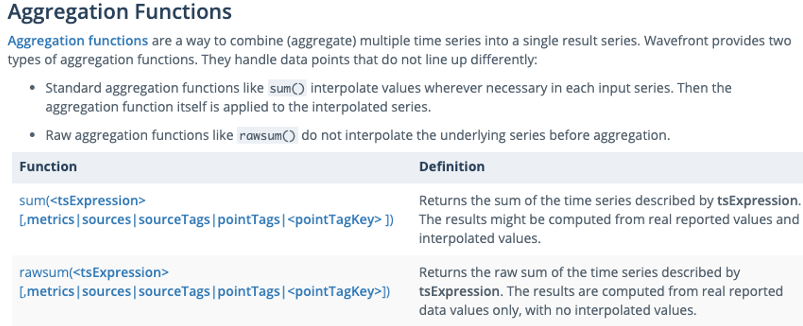 Aggregation Functions
Aggregation functions are a way to combine (aggregate) multiple time series into a single result series. Wavefront provides two
types of aggregation functions. They handle data points that do not line up differently:
• Standard aggregation functions like sum() interpolate values wherever necessary in each input series. Then the
aggregation function itself is applied to the interpolated series.
• Raw aggregation functions like rawsum() do not interpolate the underlying series before aggregation.
Function Definition
sum(<tsExpression>
[,metrics|sources|sourceTags|pointTags|<pointTagKey> ])
Returns the sum of the time series described by tsExpression.
The results might be computed from real reported values and
interpolated values.
rawsum(<tsExpression>
[,metrics|sources|sourceTags|pointTags|<pointTagKey>])
Returns the raw sum of the time series described by
tsExpression. The results are computed from real reported
data values only, with no interpolated values.